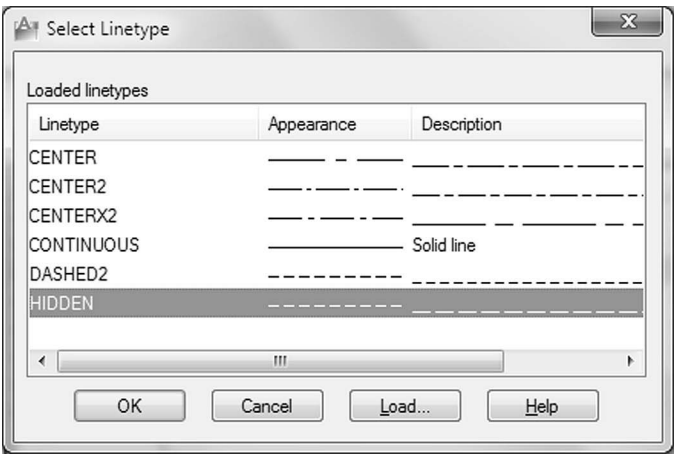 Select Linetype
Loaded linetypes
Linetype Appearance Description
CENTER
CENTER2
CENTERX2
CONTINUOUS Solid line
DASHED2
HIDDEN
OK Cancel Load... Help